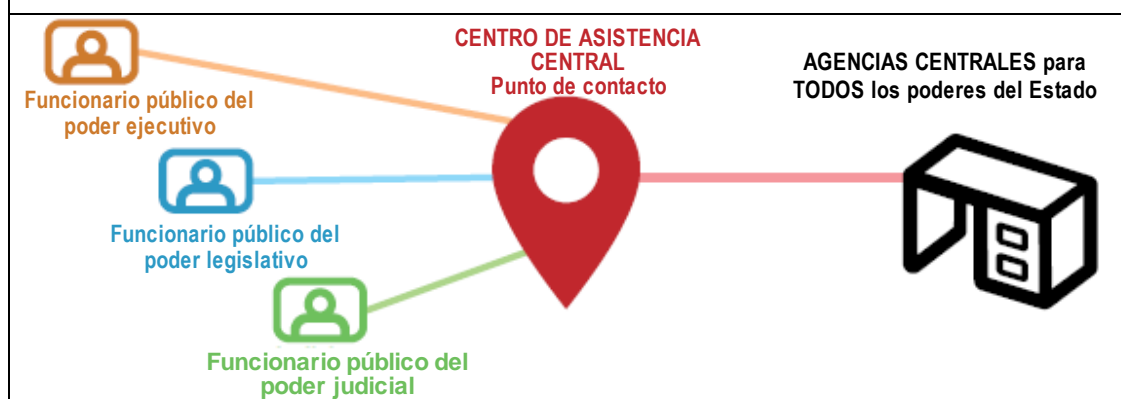 CENTRO DE ASISTENCIA
CENTRAL
Punto de contacto
AGENCIAS CENTRALES para
TODOS los poderes del Estado
Funcionario público del
poder ejecutivo
Funcionario público del
poder legislativo
Funcionario público del
poder judicial